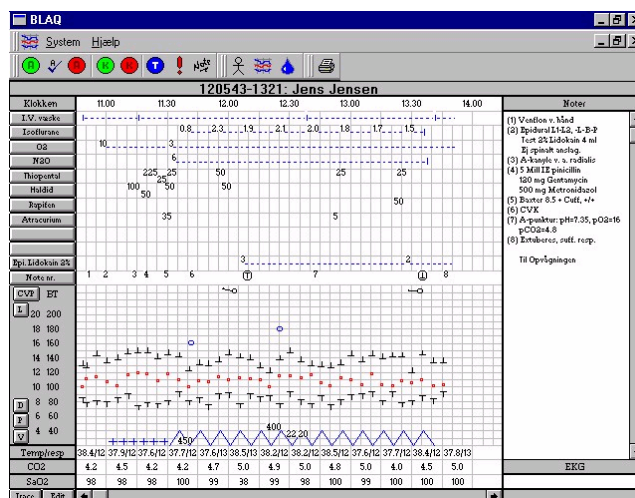 BLAQ
System Hjælp
120543-1321: Jens Jensen
Klokken 11.00 11.30 12.00 12.30 13.00 13.30 14.00 Noter
I.V. væske
Isoflurane 0.8 2.3 1.9 2.1 2.0 1.8 1.7 1.5
O2 10 3
N2O 6
Thiopental 225 25 50 25 25
25
Haldid 100 50 50
50
Rapifen 50
Atracurium 35 5
Epi. Lidokain 2% 3 2
Note nr. 1 2 3 4 5 6 T 7 8
CVP BT
L 20 200
18 180
16 160
14 140
12 120
10 100
D 8 80
P 6 60
V 4 40
450 400 22,20
Temp/resp 38.4/12 37.9/12 37.6/12 37.7/12 37.6/12 38.5/13 38.2/12 38.2/12 38.5/12 37.6/12 37.7/12 38.4/12 37.8/13
CO2 4.2 4.5 4.2 4.2 4.7 5.0 4.9 5.0 4.8 5.0 4.0 4.5 5.0
SaO2 98 98 98 100 99 98 99 98 100 99 99 100 100
Trace Edit
(1) Venflon v. hånd
(2) Epidural L1-L2, -L-B-P
Test 2% Lidokain 4 ml
Ej spinalt anslag.
(3) A-kanyle v. a. radialis
(4) 5 Mill IE penicillin
120 mg Gentamycin
500 mg Metronidazol
(5) Baxter 8.5 + Cuff, +/+
(6) CVK
(7) A-punktur: pH=7.35, pO2=16
pCO2=4.8
(8) Extuberes, suff. resp.
Til Opvågningen
EKG